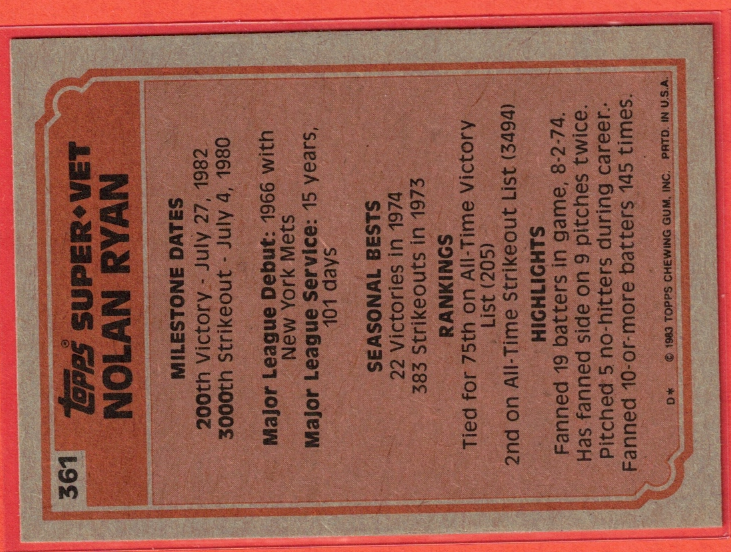 361
Topps® SUPER♦VET
NOLAN RYAN
MILESTONE DATES
200th Victory - July 27, 1982
3000th Strikeout - July 4, 1980
Major League Debut: 1966 with
New York Mets
Major League Service: 15 years,
101 days
SEASONAL BESTS
22 Victories in 1974
383 Strikeouts in 1973
RANKINGS
Tied for 75th on All-Time Victory
List (205)
2nd on All-Time Strikeout List (3494)
HIGHLIGHTS
Fanned 19 batters in game, 8-2-74.
Has fanned side on 9 pitches twice.
Pitched 5 no-hitters during career.
Fanned 10-or-more batters 145 times.
D* © 1983 TOPPS CHEWING GUM, INC. PRTD. IN U.S.A.